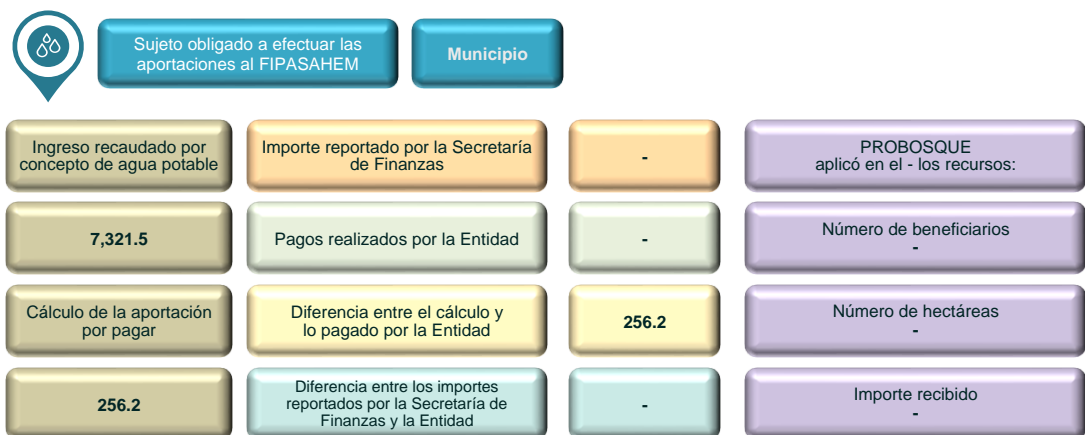 Sujeto obligado a efectuar las
aportaciones al FIPASAHEM
Municipio
Ingreso recaudado por
concepto de agua potable
Importe reportado por la Secretaría
de Finanzas
-
PROBOSQUE
aplicó en el - los recursos:
7,321.5
Pagos realizados por la Entidad
-
Número de beneficiarios
-
Cálculo de la aportación
por pagar
Diferencia entre el cálculo y
lo pagado por la Entidad
256.2
Número de hectáreas
-
256.2
Diferencia entre los importes
reportados por la Secretaría de
Finanzas y la Entidad
-
Importe recibido
-